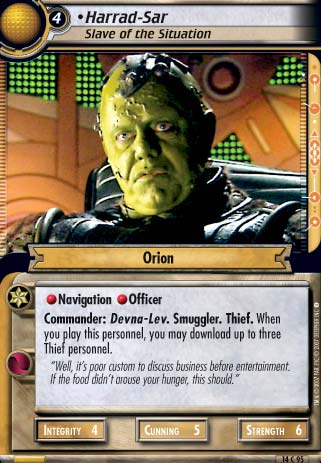 4
•Harrad-Sar
Slave of the Situation
Orion
Navigation Officer
Commander: Devna-Lev. Smuggler. Thief. When
you play this personnel, you may download up to three
Thief personnel.
“Well, it's poor custom to discuss business before entertainment.
If the food didn't arouse your hunger, this should.”
INTEGRITY 4
CUNNING 5
STRENGTH 6
14 C 95